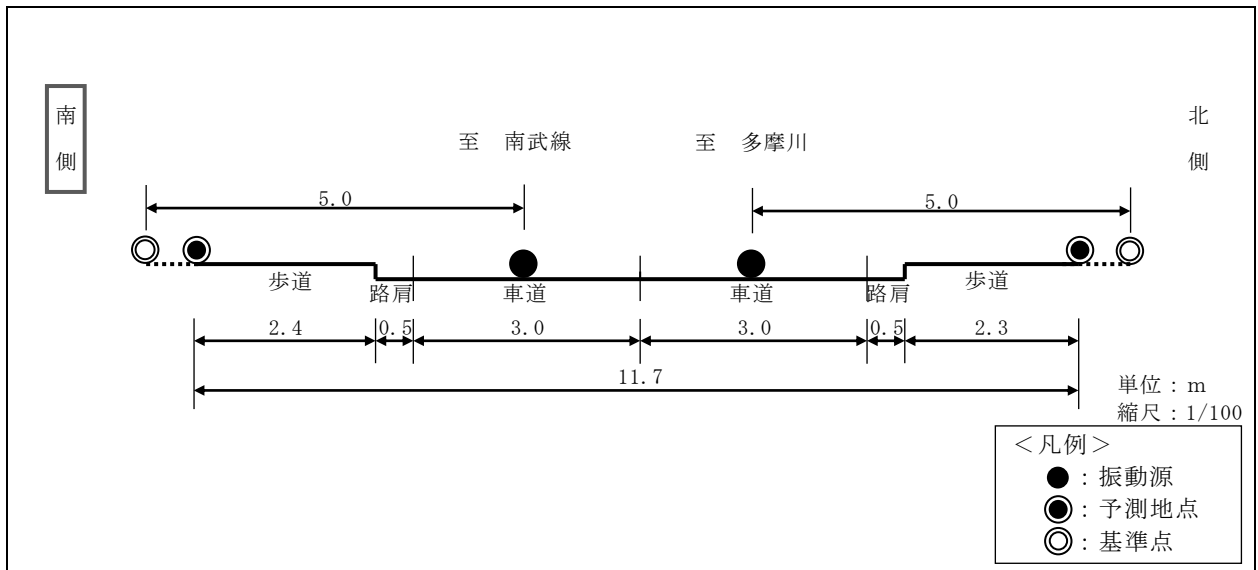 南側
北側
至 南武線
至 多摩川
5.0
5.0
歩道
路肩
車道
車道
路肩
歩道
2.4
0.5
3.0
3.0
0.5
2.3
11.7
単位：m
縮尺：1/100
＜凡例＞
：振動源
：予測地点
：基準点